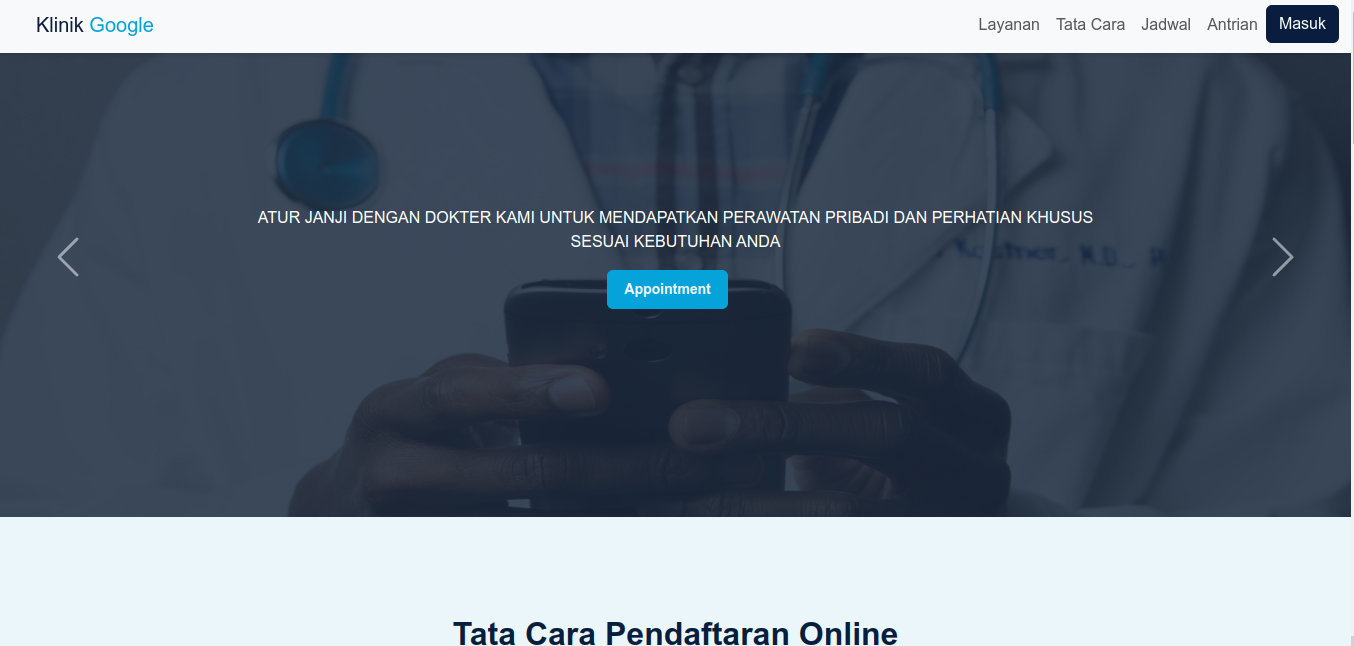 Klinik Google
Layanan Tata Cara Jadwal Antrian Masuk
ATUR JANJI DENGAN DOKTER KAMI UNTUK MENDAPATKAN PERAWATAN PRIBADI DAN PERHATIAN KHUSUS
SESUAI KEBUTUHAN ANDA
M.D.
Appointment
Tata Cara Pendaftaran Online